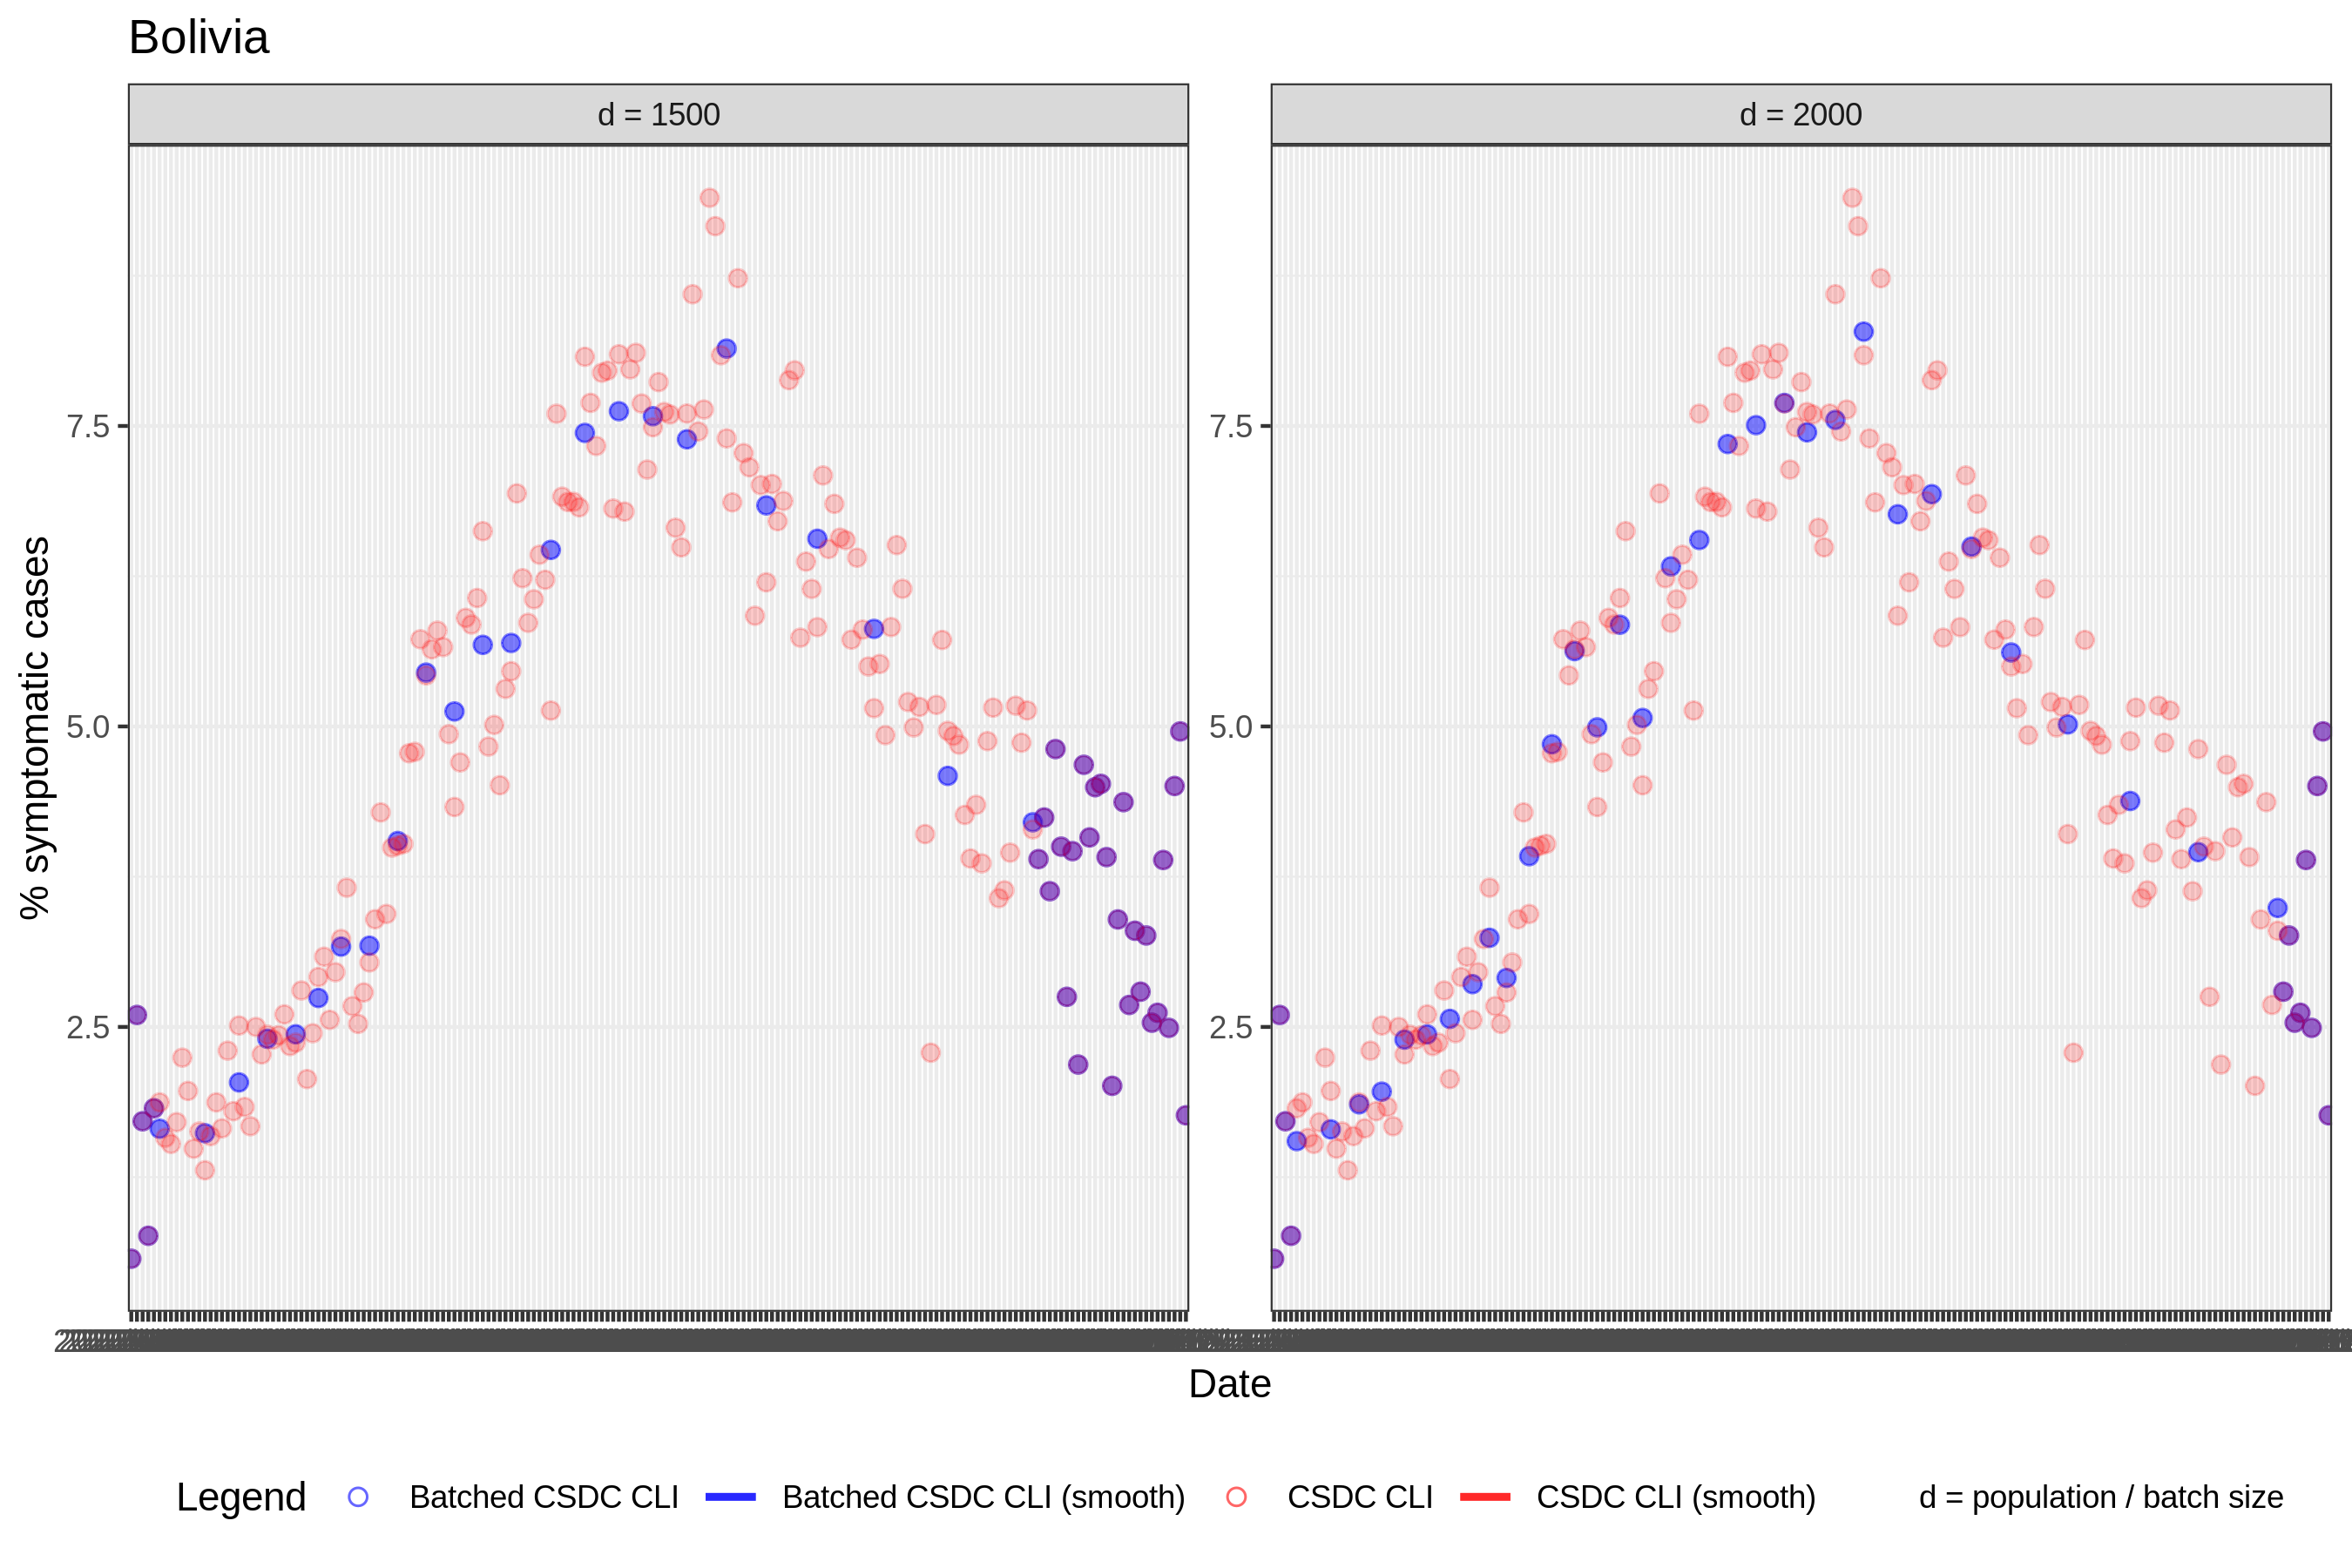 Bolivia
d = 1500
d = 2000
% symptomatic cases
7.5
5.0
2.5
7.5
5.0
2.5
Date
Legend
Batched CSDC CLI
Batched CSDC CLI (smooth)
CSDC CLI
CSDC CLI (smooth)
d = population / batch size